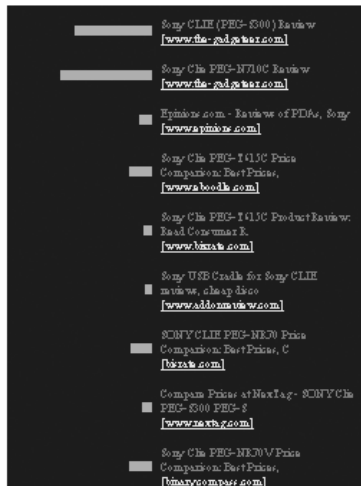 Sony CLIE (PEG-S300) Review
[www.the-gadgeteer.com]
Sony Clie PEG-N710C Review
[www.the-gadgeteer.com]
Epinions.com - Reviews of PDAs, Sony
[www.epinions.com]
Sony Clie PEG-T615C Price
Comparison: Best Prices,
[www.aboodle.com]
Sony Clie PEG-T615C Product Review:
Read Consumer R
[www.bizrate.com]
Sony USB Cradle for Sony CLIE
reviews, cheap disco
[www.addonreview.com]
SONY CLIE PEG-NR70 Price
Comparison: Best Prices, C
[bizrate.com]
Compare Prices at NexTag - SONY Clie
PEG-S300 PEG-S
[www.nextag.com]
Sony Clie PEG-NR70V Price
Comparison: Best Prices,
[binarycompass.com]